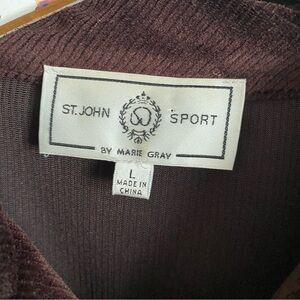 ST. JOHN SPORT
BY MARIE GRAY
L
MADE IN
CHINA